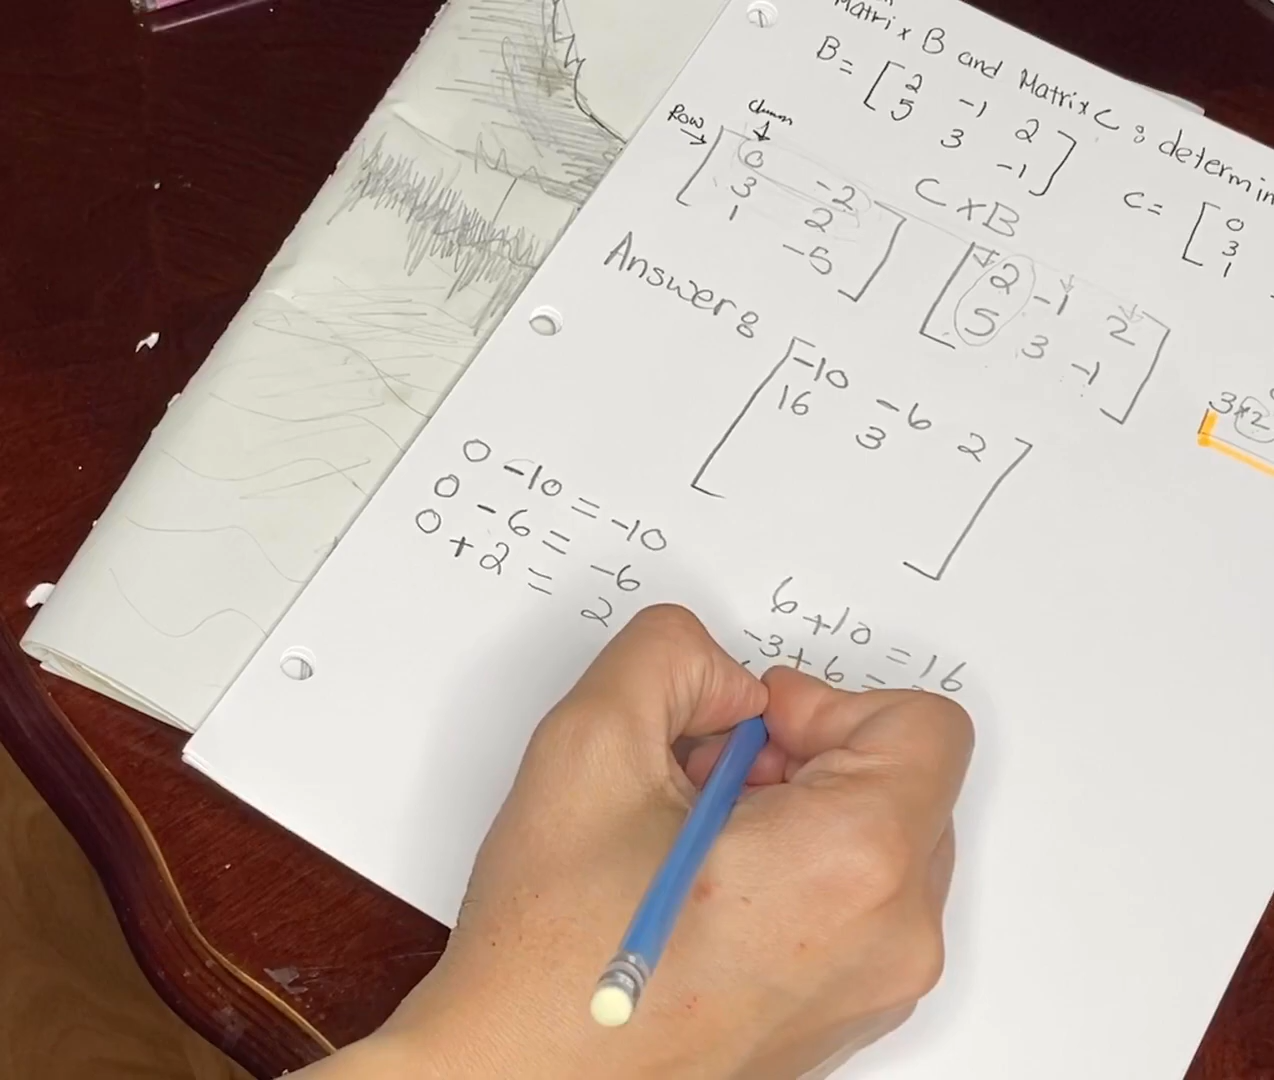 Matrix B and Matrix C: determin
B = [ 2 -1 2
5 3 -1 ]
C = [ 0
3
1
Row
C x B
[ 0 -2
3 2
1 -5 ]
[ 2 -1 2
5 3 -1 ]
3x2
Answer:
[ -10 -6 2
16 3 ]
0 -10 = -10
0 - 6 = -6
0 + 2 = 2
6 + 10 = 16
-3 + 6 =